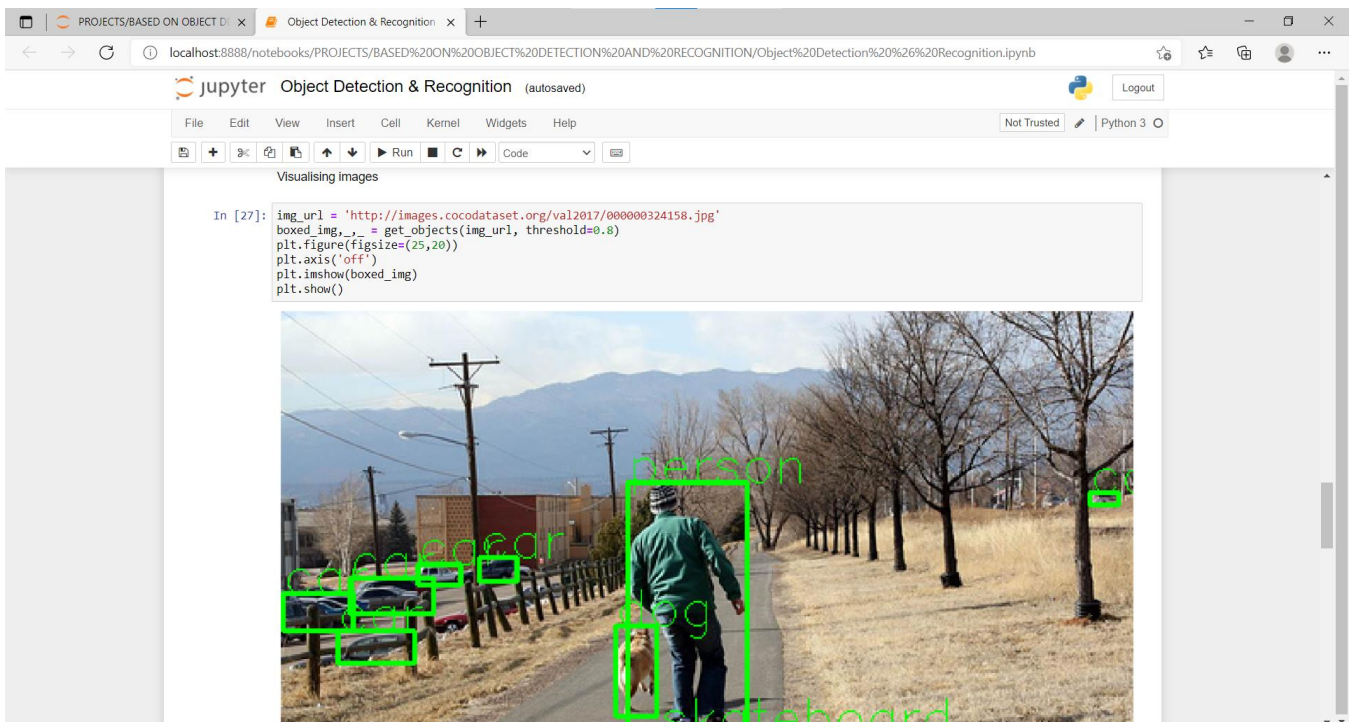 PROJECTS/BASED ON OBJECT DE
Object Detection & Recognition
localhost:8888/notebooks/PROJECTS/BASED%20ON%20OBJECT%20DETECTION%20AND%20RECOGNITION/Object%20Detection%20%26%20Recognition.ipynb
jupyter Object Detection & Recognition (autosaved)
Logout
File Edit View Insert Cell Kernel Widgets Help
Not Trusted Python 3
Run Code
Visualising images
In [27]: img_url = 'http://images.cocodataset.org/val2017/000000324158.jpg'
boxed_img,_,_ = get_objects(img_url, threshold=0.8)
plt.figure(figsize=(25,20))
plt.axis('off')
plt.imshow(boxed_img)
plt.show()
person
car
car
dog
skateboard